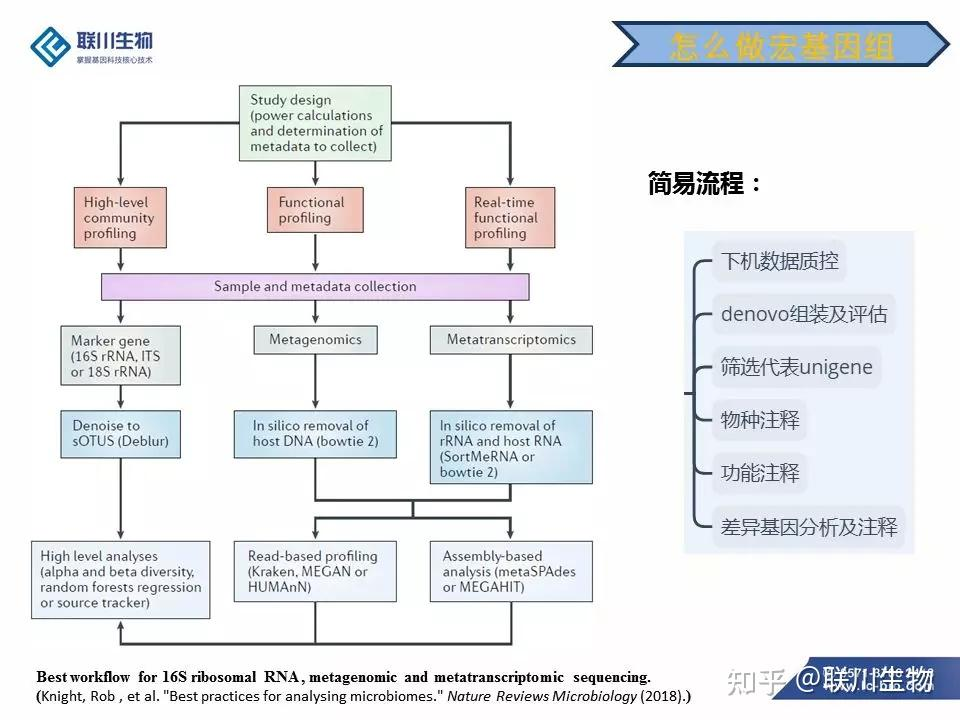 联川生物
掌握基因科技核心技术
怎么做宏基因组
Study design
(power calculations
and determination of
metadata to collect)
High-level
community
profiling
Functional
profiling
Real-time
functional
profiling
Sample and metadata collection
Marker gene
(16S rRNA, ITS
or 18S rRNA)
Metagenomics
Metatranscriptomics
Denoise to
sOTUS (Deblur)
In silico removal of
host DNA (bowtie 2)
In silico removal of
rRNA and host RNA
(SortMeRNA or
bowtie 2)
High level analyses
(alpha and beta diversity,
random forests regression
or source tracker)
Read-based profiling
(Kraken, MEGAN or
HUMAnN)
Assembly-based
analysis (metaSPAdes
or MEGAHIT)
简易流程：
下机数据质控
denovo组装及评估
筛选代表unigene
物种注释
功能注释
差异基因分析及注释
Best workflow for 16S ribosomal RNA, metagenomic and metatranscriptomic sequencing.
(Knight, Rob , et al. "Best practices for analysing microbiomes." Nature Reviews Microbiology (2018).)
知乎 @联川生物